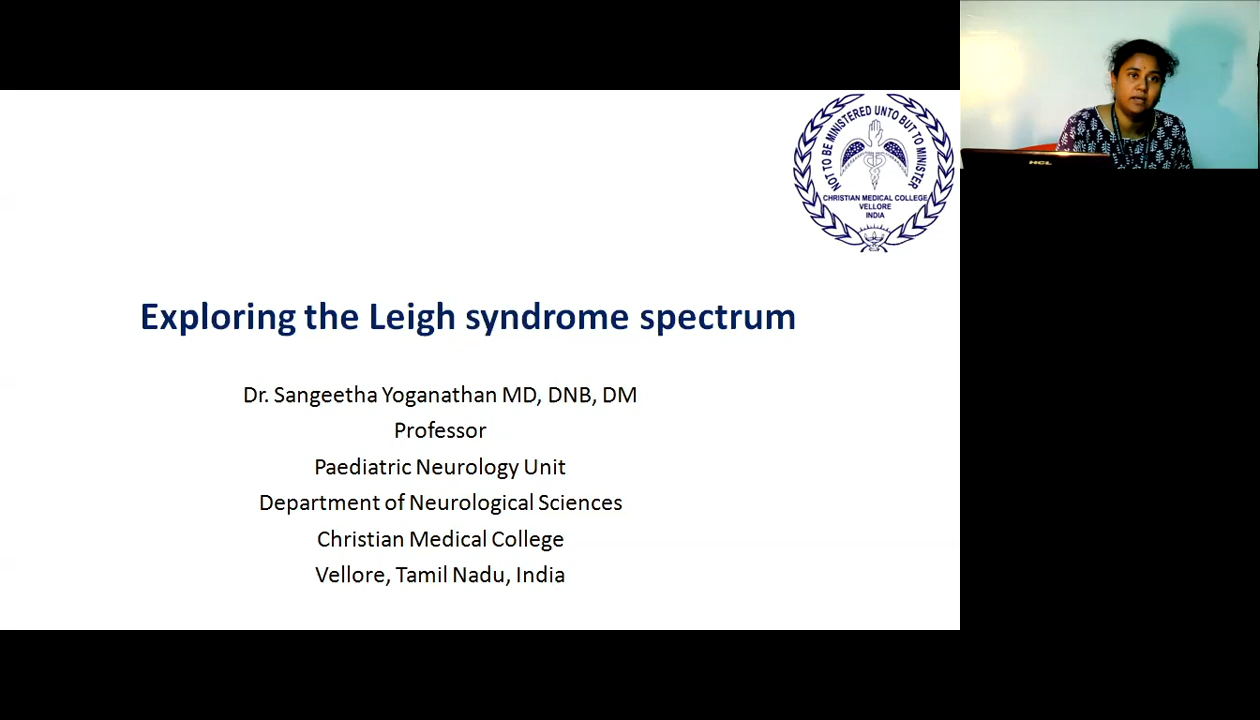 NOT TO BE MINISTERED UNTO BUT TO MINISTER
CHRISTIAN MEDICAL COLLEGE
VELLORE
INDIA
HCL
Exploring the Leigh syndrome spectrum
Dr. Sangeetha Yoganathan MD, DNB, DM
Professor
Paediatric Neurology Unit
Department of Neurological Sciences
Christian Medical College
Vellore, Tamil Nadu, India